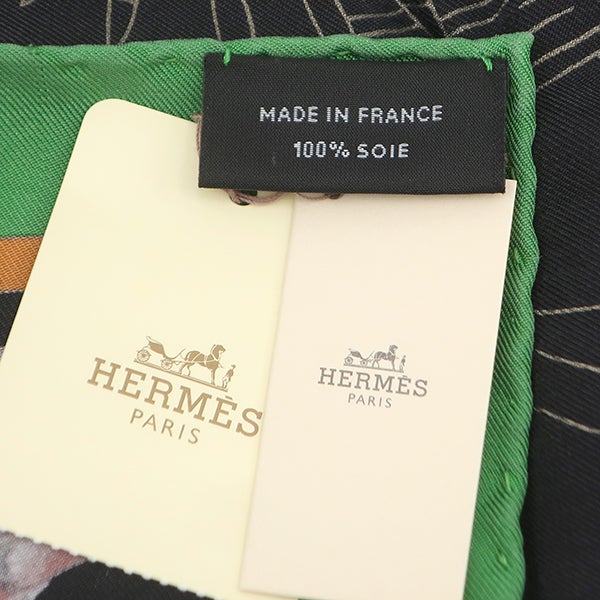 MADE IN FRANCE
100% SOIE
HERMÈS
PARIS
HERMÈS
PARIS